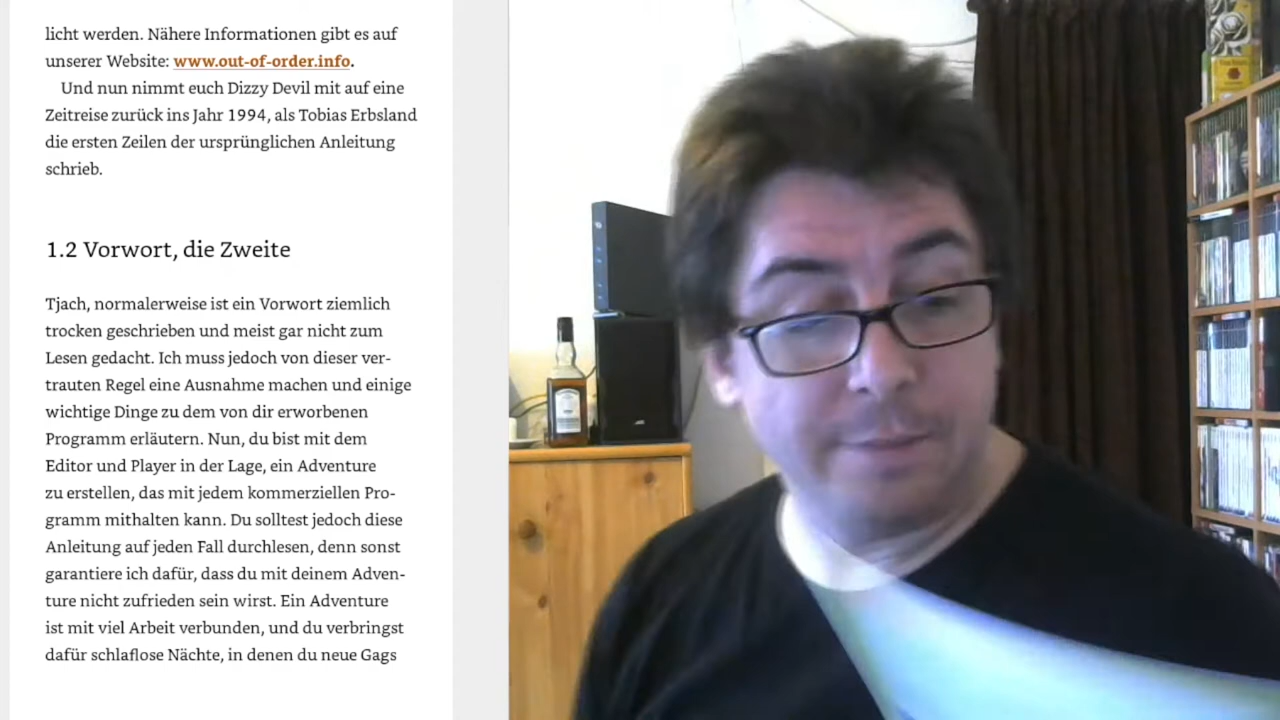 licht werden. Nähere Informationen gibt es auf
unserer Website: www.out-of-order.info.
Und nun nimmt euch Dizzy Devil mit auf eine
Zeitreise zurück ins Jahr 1994, als Tobias Erbsland
die ersten Zeilen der ursprünglichen Anleitung
schrieb.
1.2 Vorwort, die Zweite
Tjach, normalerweise ist ein Vorwort ziemlich
trocken geschrieben und meist gar nicht zum
Lesen gedacht. Ich muss jedoch von dieser ver-
trauten Regel eine Ausnahme machen und einige
wichtige Dinge zu dem von dir erworbenen
Programm erläutern. Nun, du bist mit dem
Editor und Player in der Lage, ein Adventure
zu erstellen, das mit jedem kommerziellen Pro-
gramm mithalten kann. Du solltest jedoch diese
Anleitung auf jeden Fall durchlesen, denn sonst
garantiere ich dafür, dass du mit deinem Adven-
ture nicht zufrieden sein wirst. Ein Adventure
ist mit viel Arbeit verbunden, und du verbringst
dafür schlaflose Nächte, in denen du neue Gags